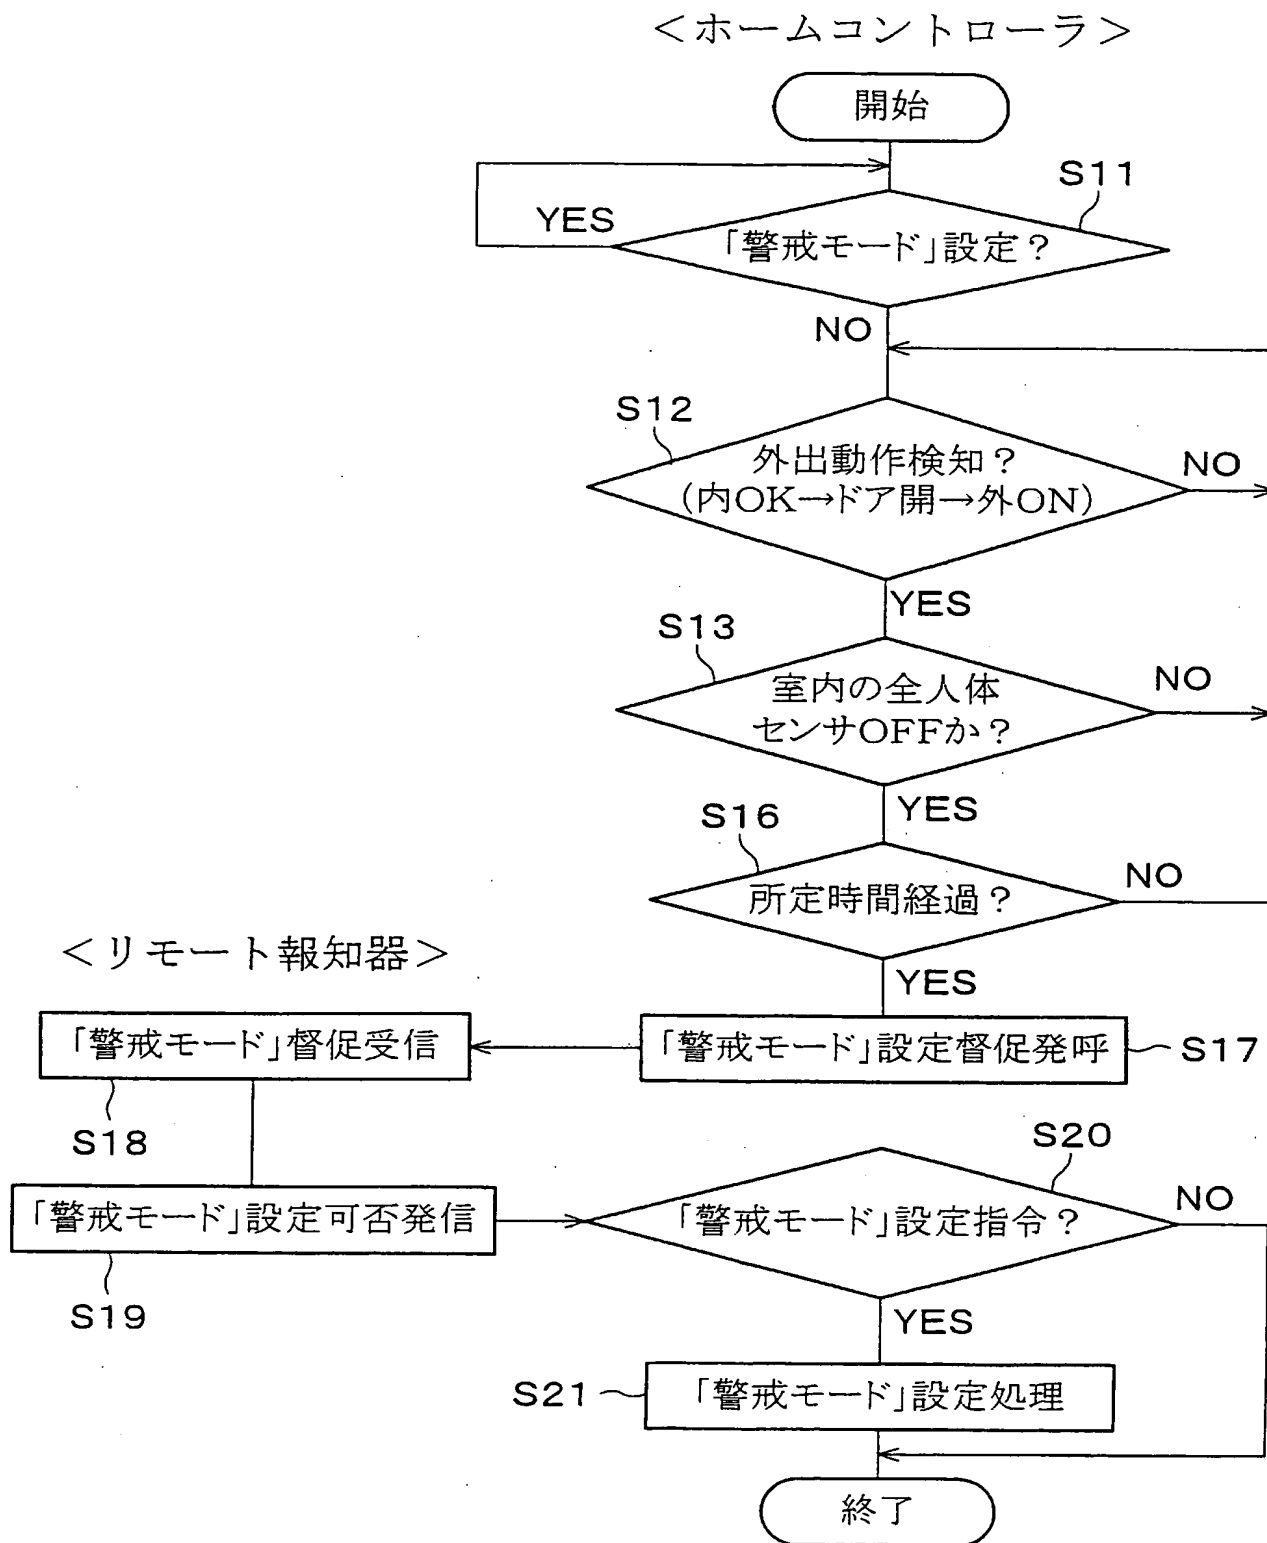 <ホームコントローラ>
開始
S11
YES
「警戒モード」設定？
NO
S12
外出動作検知？
(内OK→ドア開→外ON)
NO
YES
S13
室内の全人体
センサOFFか？
NO
YES
S16
所定時間経過？
NO
YES
<リモート報知器>
「警戒モード」督促受信
「警戒モード」設定督促発呼
S17
S18
S20
「警戒モード」設定可否発信
「警戒モード」設定指令？
NO
S19
YES
S21
「警戒モード」設定処理
終了